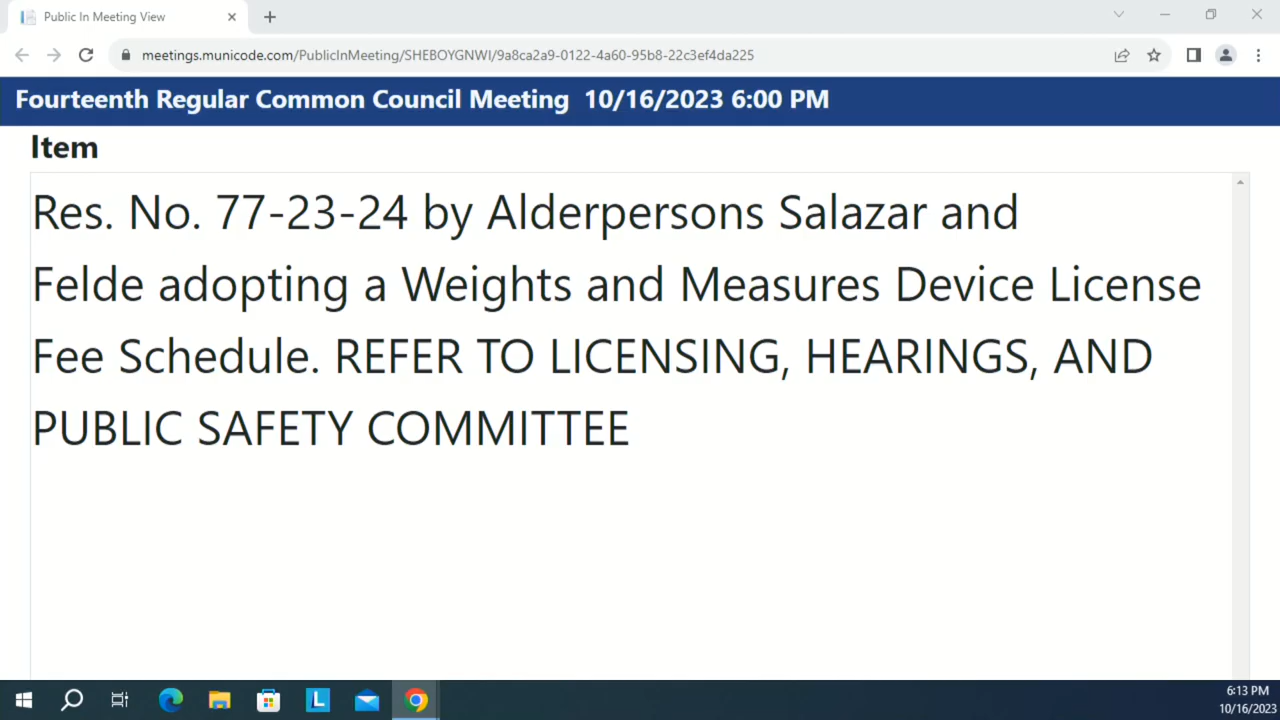 Public In Meeting View
meetings.municode.com/PublicInMeeting/SHEBOYGNWI/9a8ca2a9-0122-4a60-95b8-22c3ef4da225
Fourteenth Regular Common Council Meeting 10/16/2023 6:00 PM
Item
Res. No. 77-23-24 by Alderpersons Salazar and
Felde adopting a Weights and Measures Device License
Fee Schedule. REFER TO LICENSING, HEARINGS, AND
PUBLIC SAFETY COMMITTEE
L
6:13 PM
10/16/2023